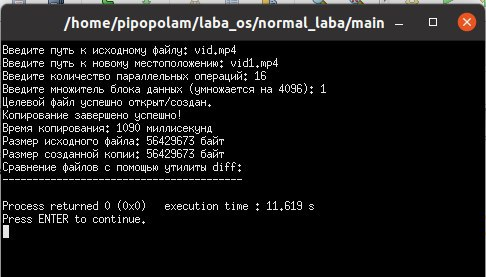 /home/pipopolam/laba_os/normal_laba/main
Введите путь к исходному файлу: vid.mp4
Введите путь к новому местоположению: vid1.mp4
Введите количество параллельных операций: 16
Введите множитель блока данных (умножается на 4096): 1
Целевой файл успешно открыт/создан.
Копирование завершено успешно!
Время копирования: 1090 миллисекунд
Размер исходного файла: 56429673 байт
Размер созданной копии: 56429673 байт
Сравнение файлов с помощью утилиты diff:
----------------------------------------
Process returned 0 (0x0)   execution time : 11.619 s
Press ENTER to continue.